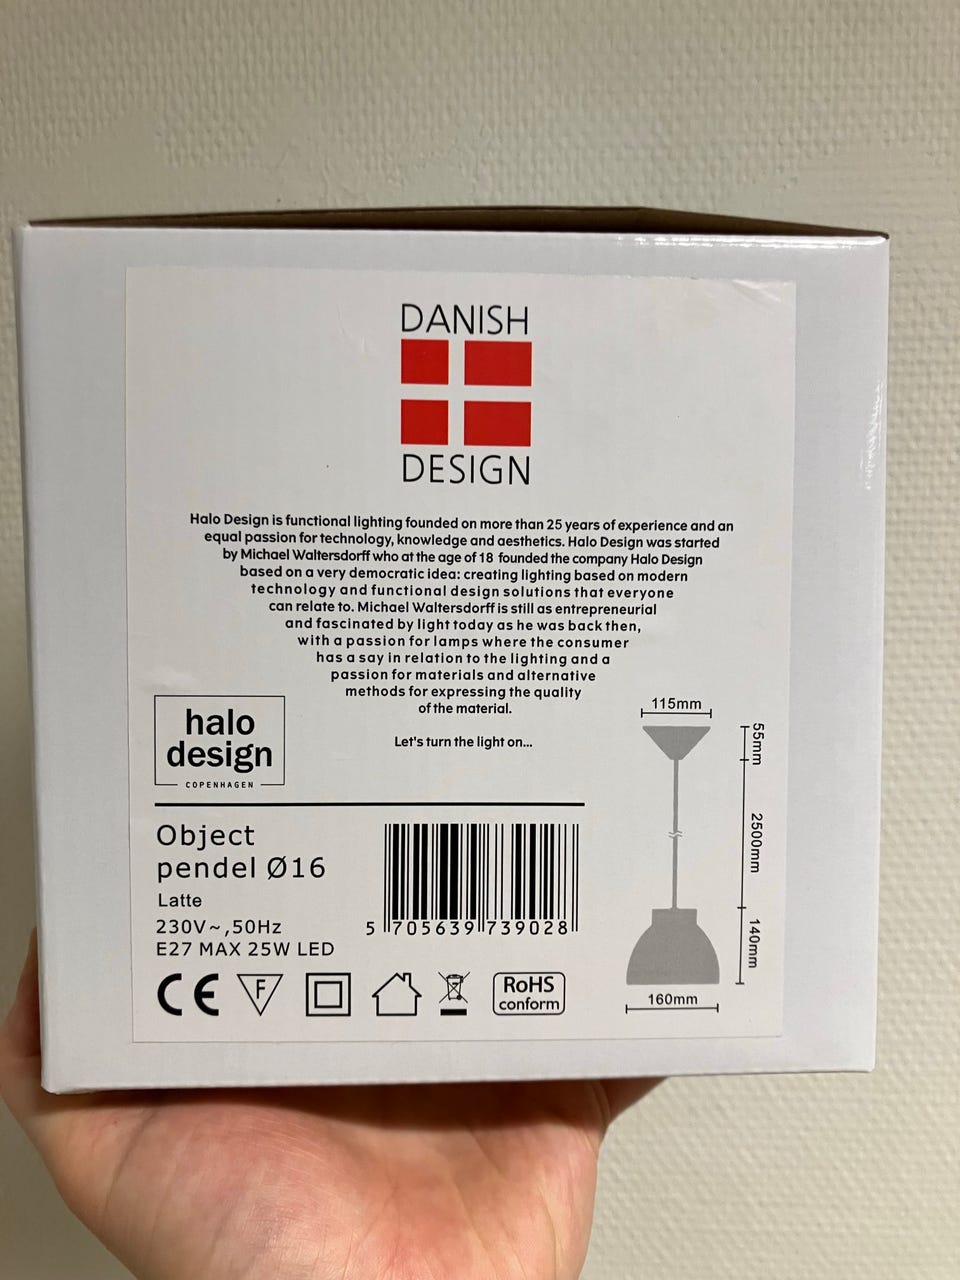 DANISH
DESIGN
Halo Design is functional lighting founded on more than 25 years of experience and an
equal passion for technology, knowledge and aesthetics. Halo Design was started
by Michael Waltersdorff who at the age of 18 founded the company Halo Design
based on a very democratic idea: creating lighting based on modern
technology and functional design solutions that everyone
can relate to. Michael Waltersdorff is still as entrepreneurial
and fascinated by light today as he was back then,
with a passion for lamps where the consumer
has a say in relation to the lighting and a
passion for materials and alternative
methods for expressing the quality
of the material.
Let's turn the light on...
halo
design
COPENHAGEN
Object
pendel Ø16
Latte
230V~,50Hz
E27 MAX 25W LED
5 705639 739028
CE
F
RoHS
conform
115mm
55mm
2500mm
140mm
160mm